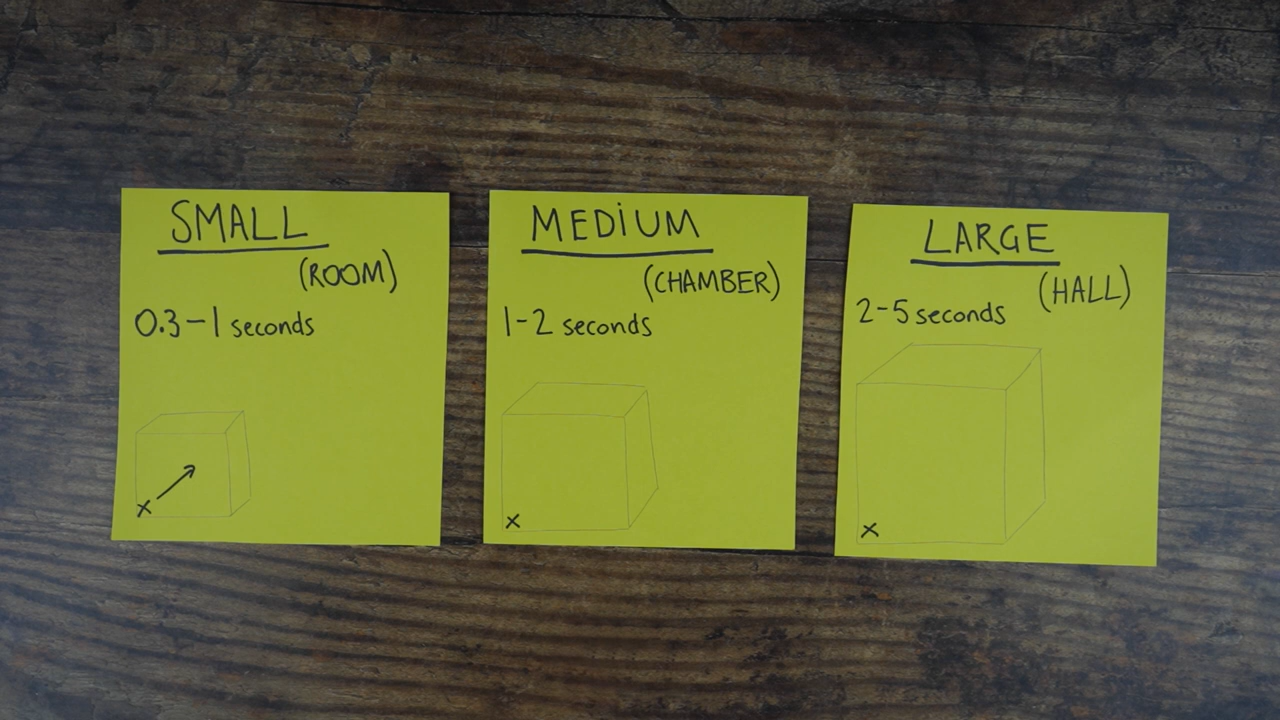 SMALL
(ROOM)
0.3-1 seconds
x
MEDIUM
(CHAMBER)
1-2 seconds
x
LARGE
(HALL)
2-5 seconds
x